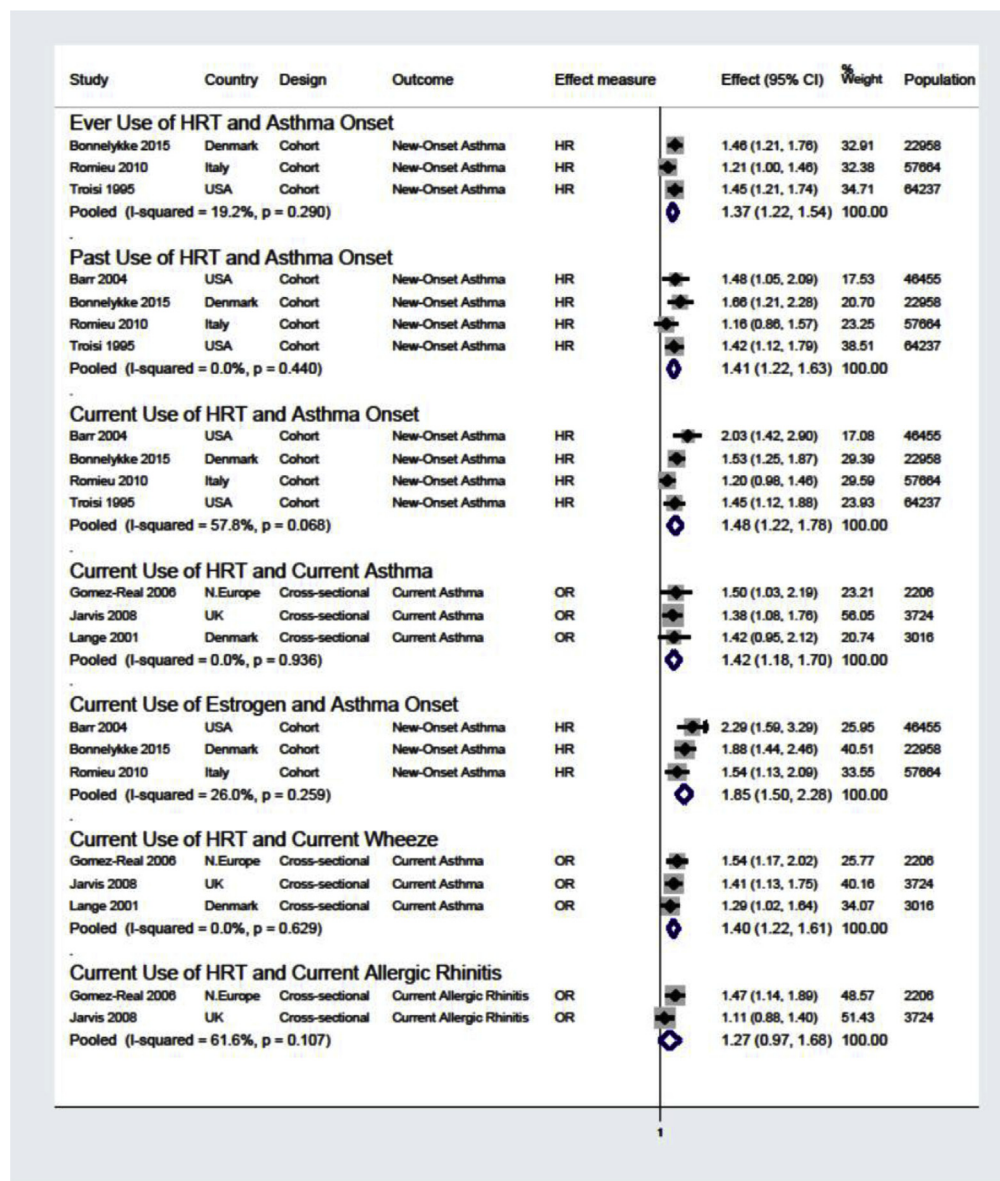 Study Country Design Outcome Effect measure Effect (95% CI) % Weight Population
Ever Use of HRT and Asthma Onset
Bonnelykke 2015 Denmark Cohort New-Onset Asthma HR 1.46 (1.21, 1.76) 32.91 22958
Romieu 2010 Italy Cohort New-Onset Asthma HR 1.21 (1.00, 1.46) 32.38 57664
Troisi 1995 USA Cohort New-Onset Asthma HR 1.45 (1.21, 1.74) 34.71 64237
Pooled (I-squared = 19.2%, p = 0.290) 1.37 (1.22, 1.54) 100.00
.
Past Use of HRT and Asthma Onset
Barr 2004 USA Cohort New-Onset Asthma HR 1.48 (1.05, 2.09) 17.53 46455
Bonnelykke 2015 Denmark Cohort New-Onset Asthma HR 1.66 (1.21, 2.28) 20.70 22958
Romieu 2010 Italy Cohort New-Onset Asthma HR 1.16 (0.86, 1.57) 23.25 57664
Troisi 1995 USA Cohort New-Onset Asthma HR 1.42 (1.12, 1.79) 38.51 64237
Pooled (I-squared = 0.0%, p = 0.440) 1.41 (1.22, 1.63) 100.00
.
Current Use of HRT and Asthma Onset
Barr 2004 USA Cohort New-Onset Asthma HR 2.03 (1.42, 2.90) 17.08 46455
Bonnelykke 2015 Denmark Cohort New-Onset Asthma HR 1.53 (1.25, 1.87) 29.39 22958
Romieu 2010 Italy Cohort New-Onset Asthma HR 1.20 (0.98, 1.46) 29.59 57664
Troisi 1995 USA Cohort New-Onset Asthma HR 1.45 (1.12, 1.88) 23.93 64237
Pooled (I-squared = 57.8%, p = 0.068) 1.48 (1.22, 1.78) 100.00
.
Current Use of HRT and Current Asthma
Gomez-Real 2006 N.Europe Cross-sectional Current Asthma OR 1.50 (1.03, 2.19) 23.21 2206
Jarvis 2008 UK Cross-sectional Current Asthma OR 1.38 (1.08, 1.76) 56.05 3724
Lange 2001 Denmark Cross-sectional Current Asthma OR 1.42 (0.95, 2.12) 20.74 3016
Pooled (I-squared = 0.0%, p = 0.936) 1.42 (1.18, 1.70) 100.00
.
Current Use of Estrogen and Asthma Onset
Barr 2004 USA Cohort New-Onset Asthma HR 2.29 (1.59, 3.29) 25.95 46455
Bonnelykke 2015 Denmark Cohort New-Onset Asthma HR 1.88 (1.44, 2.46) 40.51 22958
Romieu 2010 Italy Cohort New-Onset Asthma HR 1.54 (1.13, 2.09) 33.55 57664
Pooled (I-squared = 26.0%, p = 0.259) 1.85 (1.50, 2.28) 100.00
.
Current Use of HRT and Current Wheeze
Gomez-Real 2006 N.Europe Cross-sectional Current Asthma OR 1.54 (1.17, 2.02) 25.77 2206
Jarvis 2008 UK Cross-sectional Current Asthma OR 1.41 (1.13, 1.75) 40.16 3724
Lange 2001 Denmark Cross-sectional Current Asthma OR 1.29 (1.02, 1.64) 34.07 3016
Pooled (I-squared = 0.0%, p = 0.629) 1.40 (1.22, 1.61) 100.00
.
Current Use of HRT and Current Allergic Rhinitis
Gomez-Real 2006 N.Europe Cross-sectional Current Allergic Rhinitis OR 1.47 (1.14, 1.89) 48.57 2206
Jarvis 2008 UK Cross-sectional Current Allergic Rhinitis OR 1.11 (0.88, 1.40) 51.43 3724
Pooled (I-squared = 61.6%, p = 0.107) 1.27 (0.97, 1.68) 100.00
1